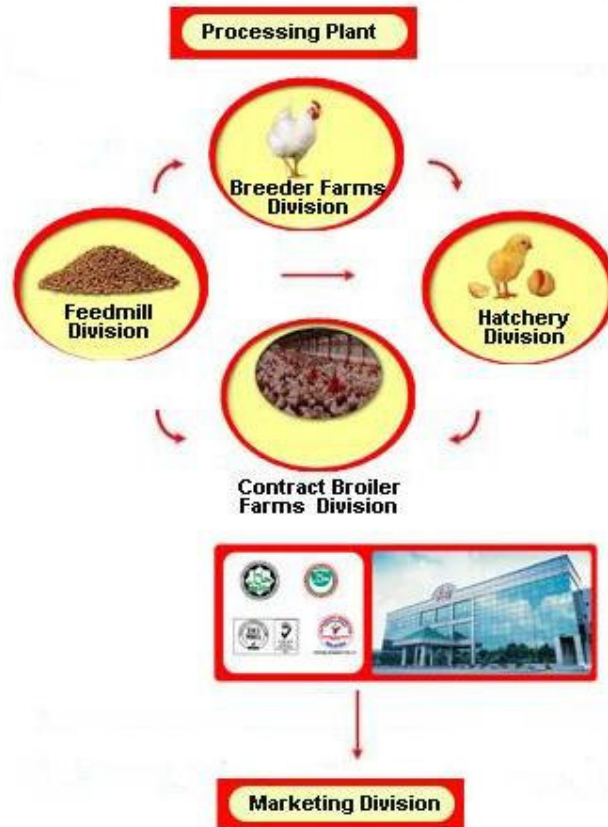 Processing Plant
Breeder Farms
Division
Feedmill
Division
Hatchery
Division
Contract Broiler
Farms Division
Marketing Division